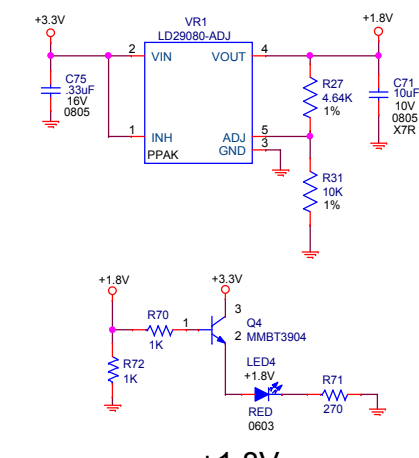 +3.3V
VR1
+1.8V
LD29080-ADJ
2 VIN VOUT 4
C75
.33uF
16V
0805
R27
4.64K
1%
C71
10uF
10V
0805
X7R
1 INH ADJ 5
GND 3
PPAK
R31
10K
1%
+1.8V
+3.3V
R70
1K
1
3
Q4
2 MMBT3904
R72
1K
LED4
+1.8V
R71
270
RED
0603
+1.8V